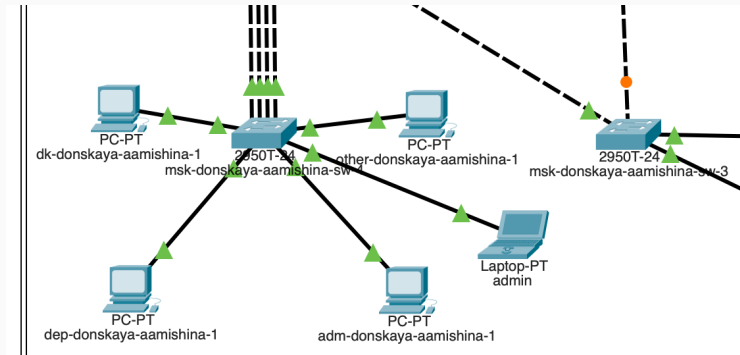 PC-PT
dk-donskaya-aamishina-1
2950T-24
msk-donskaya-aamishina-sw-4
PC-PT
other-donskaya-aamishina-1
2950T-24
msk-donskaya-aamishina-sw-3
Laptop-PT
admin
PC-PT
dep-donskaya-aamishina-1
PC-PT
adm-donskaya-aamishina-1